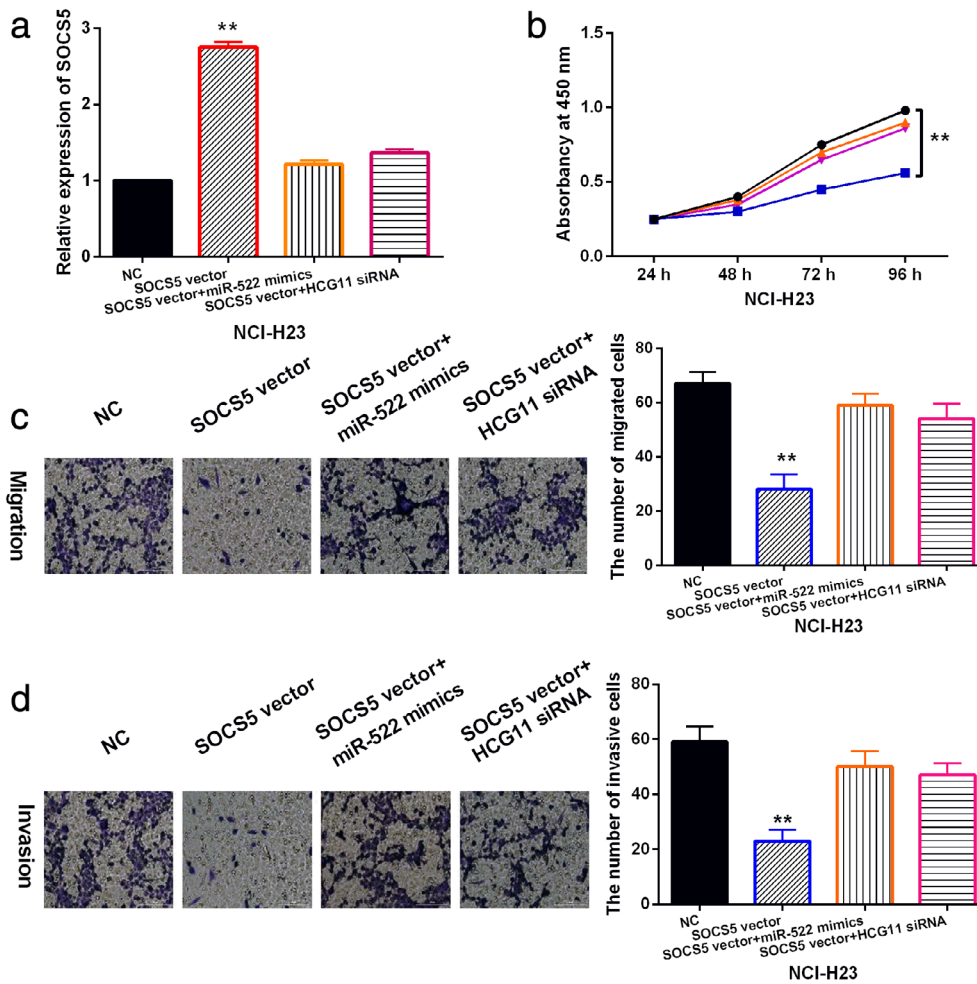 a
Relative expression of SOCS5
3
2
1
0
**
NC
SOCS5 vector
SOCS5 vector+miR-522 mimics
SOCS5 vector+HCG11 siRNA
NCI-H23
b
Absorbancy at 450 nm
1.5
1.0
0.5
0.0
**
24 h 48 h 72 h 96 h
NCI-H23
c
Migration
NC
SOCS5 vector
SOCS5 vector+
miR-522 mimics
SOCS5 vector+
HCG11 siRNA
The number of migrated cells
80
60
40
20
0
**
NC
SOCS5 vector
SOCS5 vector+miR-522 mimics
SOCS5 vector+HCG11 siRNA
NCI-H23
d
Invasion
NC
SOCS5 vector
SOCS5 vector+
miR-522 mimics
SOCS5 vector+
HCG11 siRNA
The number of invasive cells
80
60
40
20
0
**
NC
SOCS5 vector
SOCS5 vector+miR-522 mimics
SOCS5 vector+HCG11 siRNA
NCI-H23